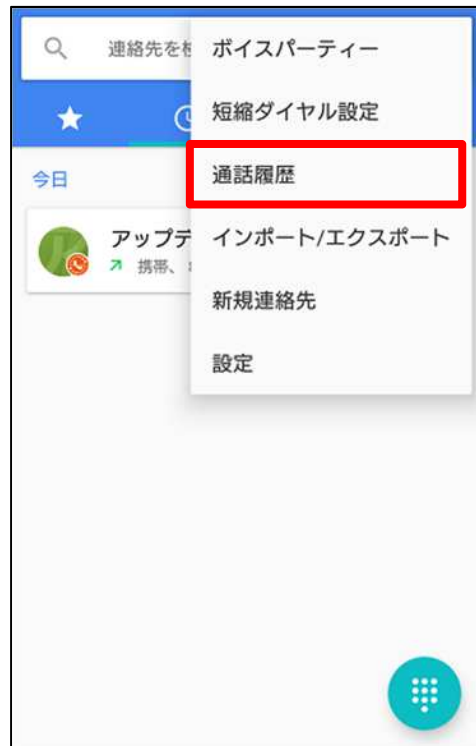 連絡先を
ボイスパーティー
短縮ダイヤル設定
今日
通話履歴
アップデ
携帯、
インポート/エクスポート
新規連絡先
設定